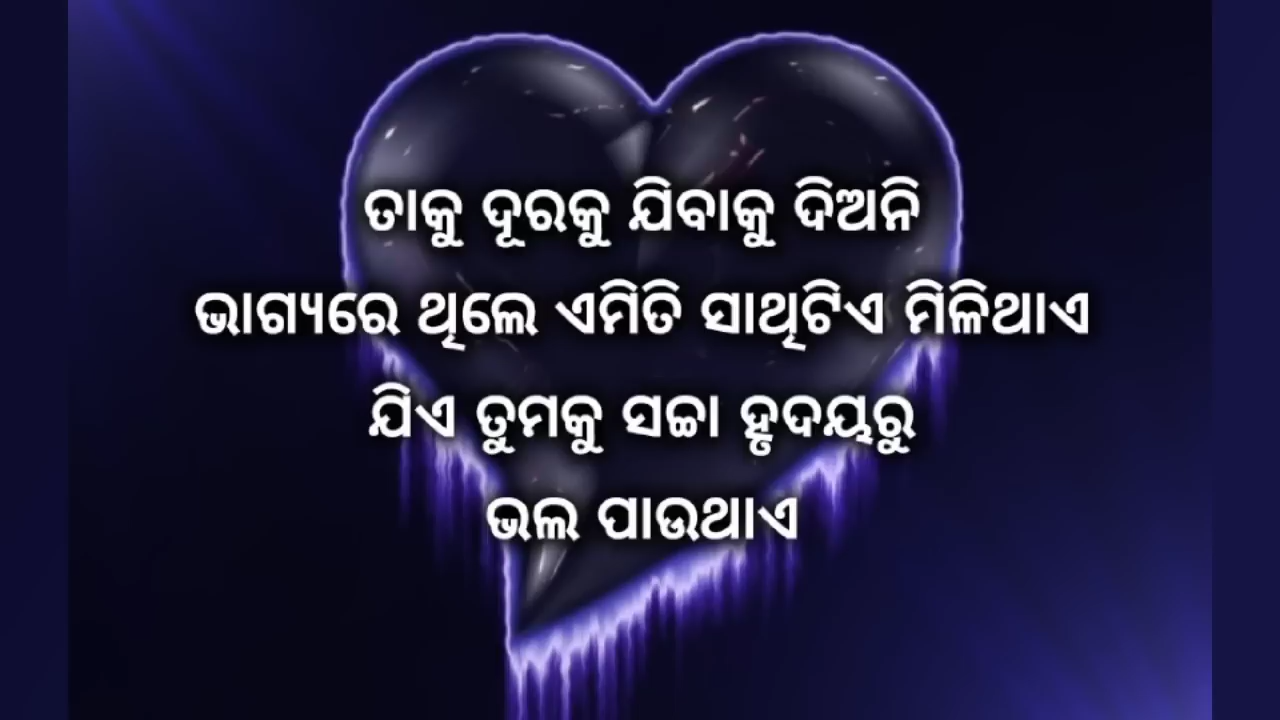 ତାକୁ ଦୂରକୁ ଯିବାକୁ ଦିଅନି
ଭାଗ୍ୟରେ ଥିଲେ ଏମିତି ସାଥିଟିଏ ମିଳିଥାଏ
ଯିଏ ତୁମକୁ ସଚ୍ଚା ହୃଦୟରୁ
ଭଲ ପାଉଥାଏ